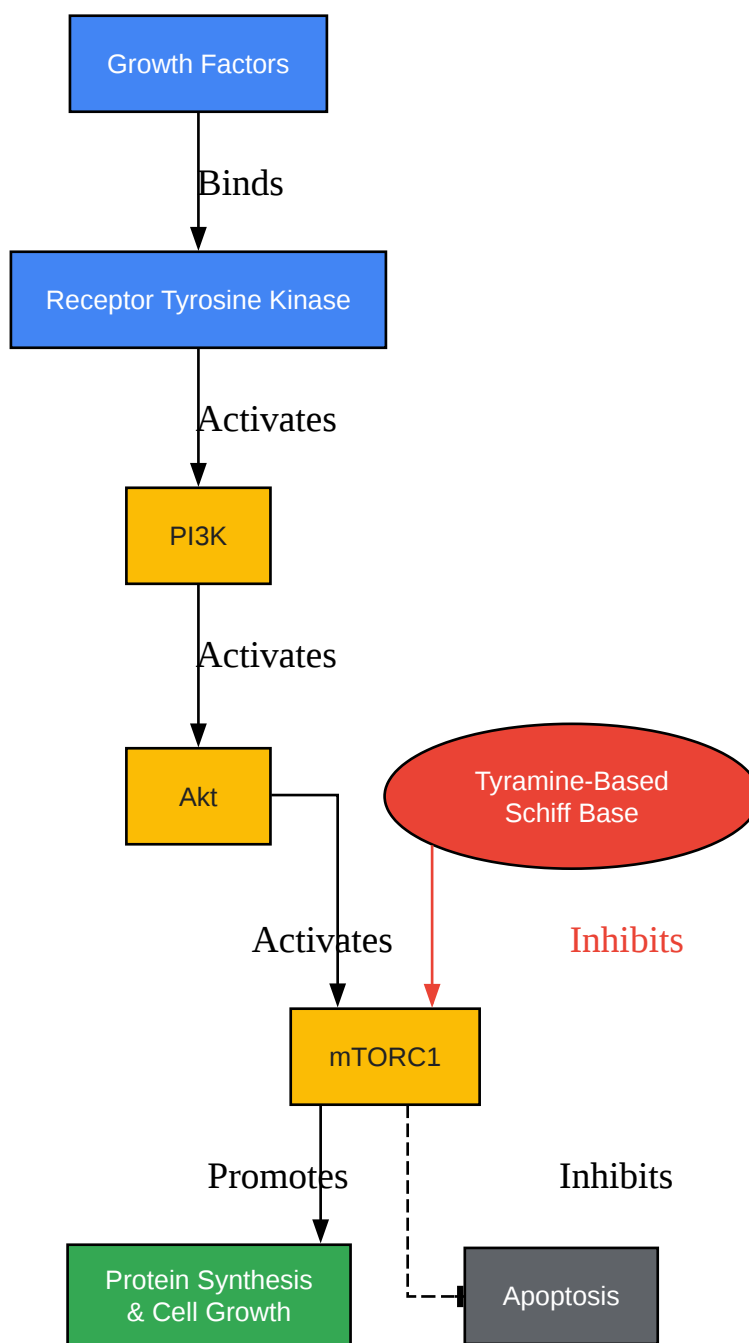 Growth Factors
Binds
Receptor Tyrosine Kinase
Activates
PI3K
Activates
Tyramine-Based
Schiff Base
Akt
Activates
Inhibits
mTORC1
Promotes
Inhibits
Protein Synthesis
& Cell Growth
Apoptosis